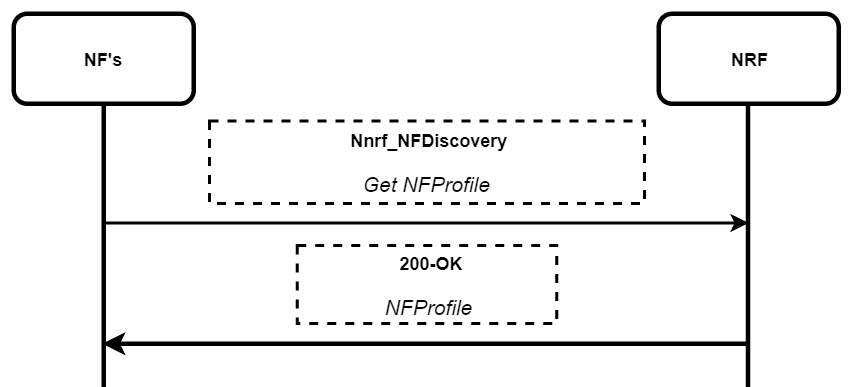 NF's
NRF
Nnrf_NFDiscovery
Get NFProfile
200-OK
NFProfile